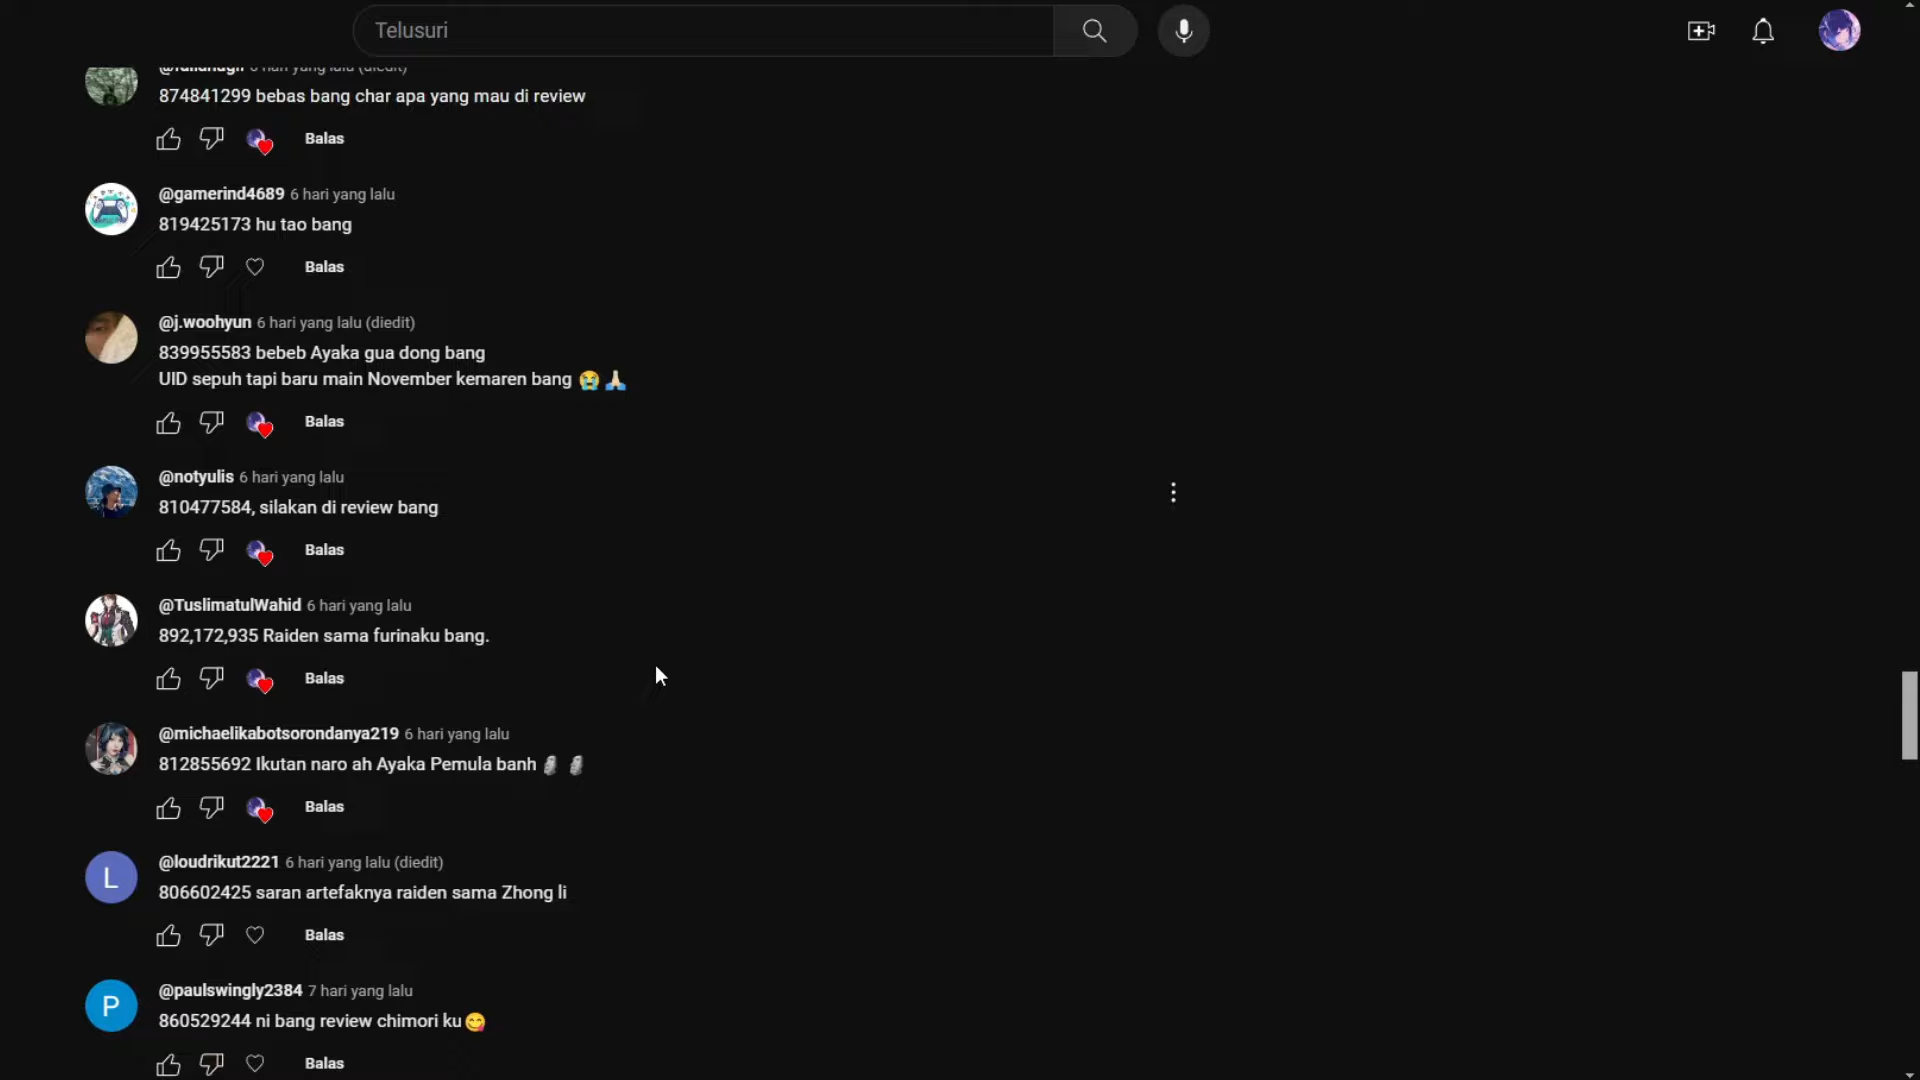 Telusuri
6 hari yang lalu (diedit)
874841299 bebas bang char apa yang mau di review
Balas
@gamerind4689 6 hari yang lalu
819425173 hu tao bang
Balas
@j.woohyun 6 hari yang lalu (diedit)
839955583 bebeb Ayaka gua dong bang
UID sepuh tapi baru main November kemaren bang 😭🙏🏻
Balas
@notyulis 6 hari yang lalu
810477584, silakan di review bang
Balas
@TuslimatulWahid 6 hari yang lalu
892,172,935 Raiden sama furinaku bang.
Balas
@michaelikabotsorondanya219 6 hari yang lalu
812855692 Ikutan naro ah Ayaka Pemula banh 🗿 🗿
Balas
L
@loudrikut2221 6 hari yang lalu (diedit)
806602425 saran artefaknya raiden sama Zhong li
Balas
P
@paulswingly2384 7 hari yang lalu
860529244 ni bang review chimori ku😋
Balas